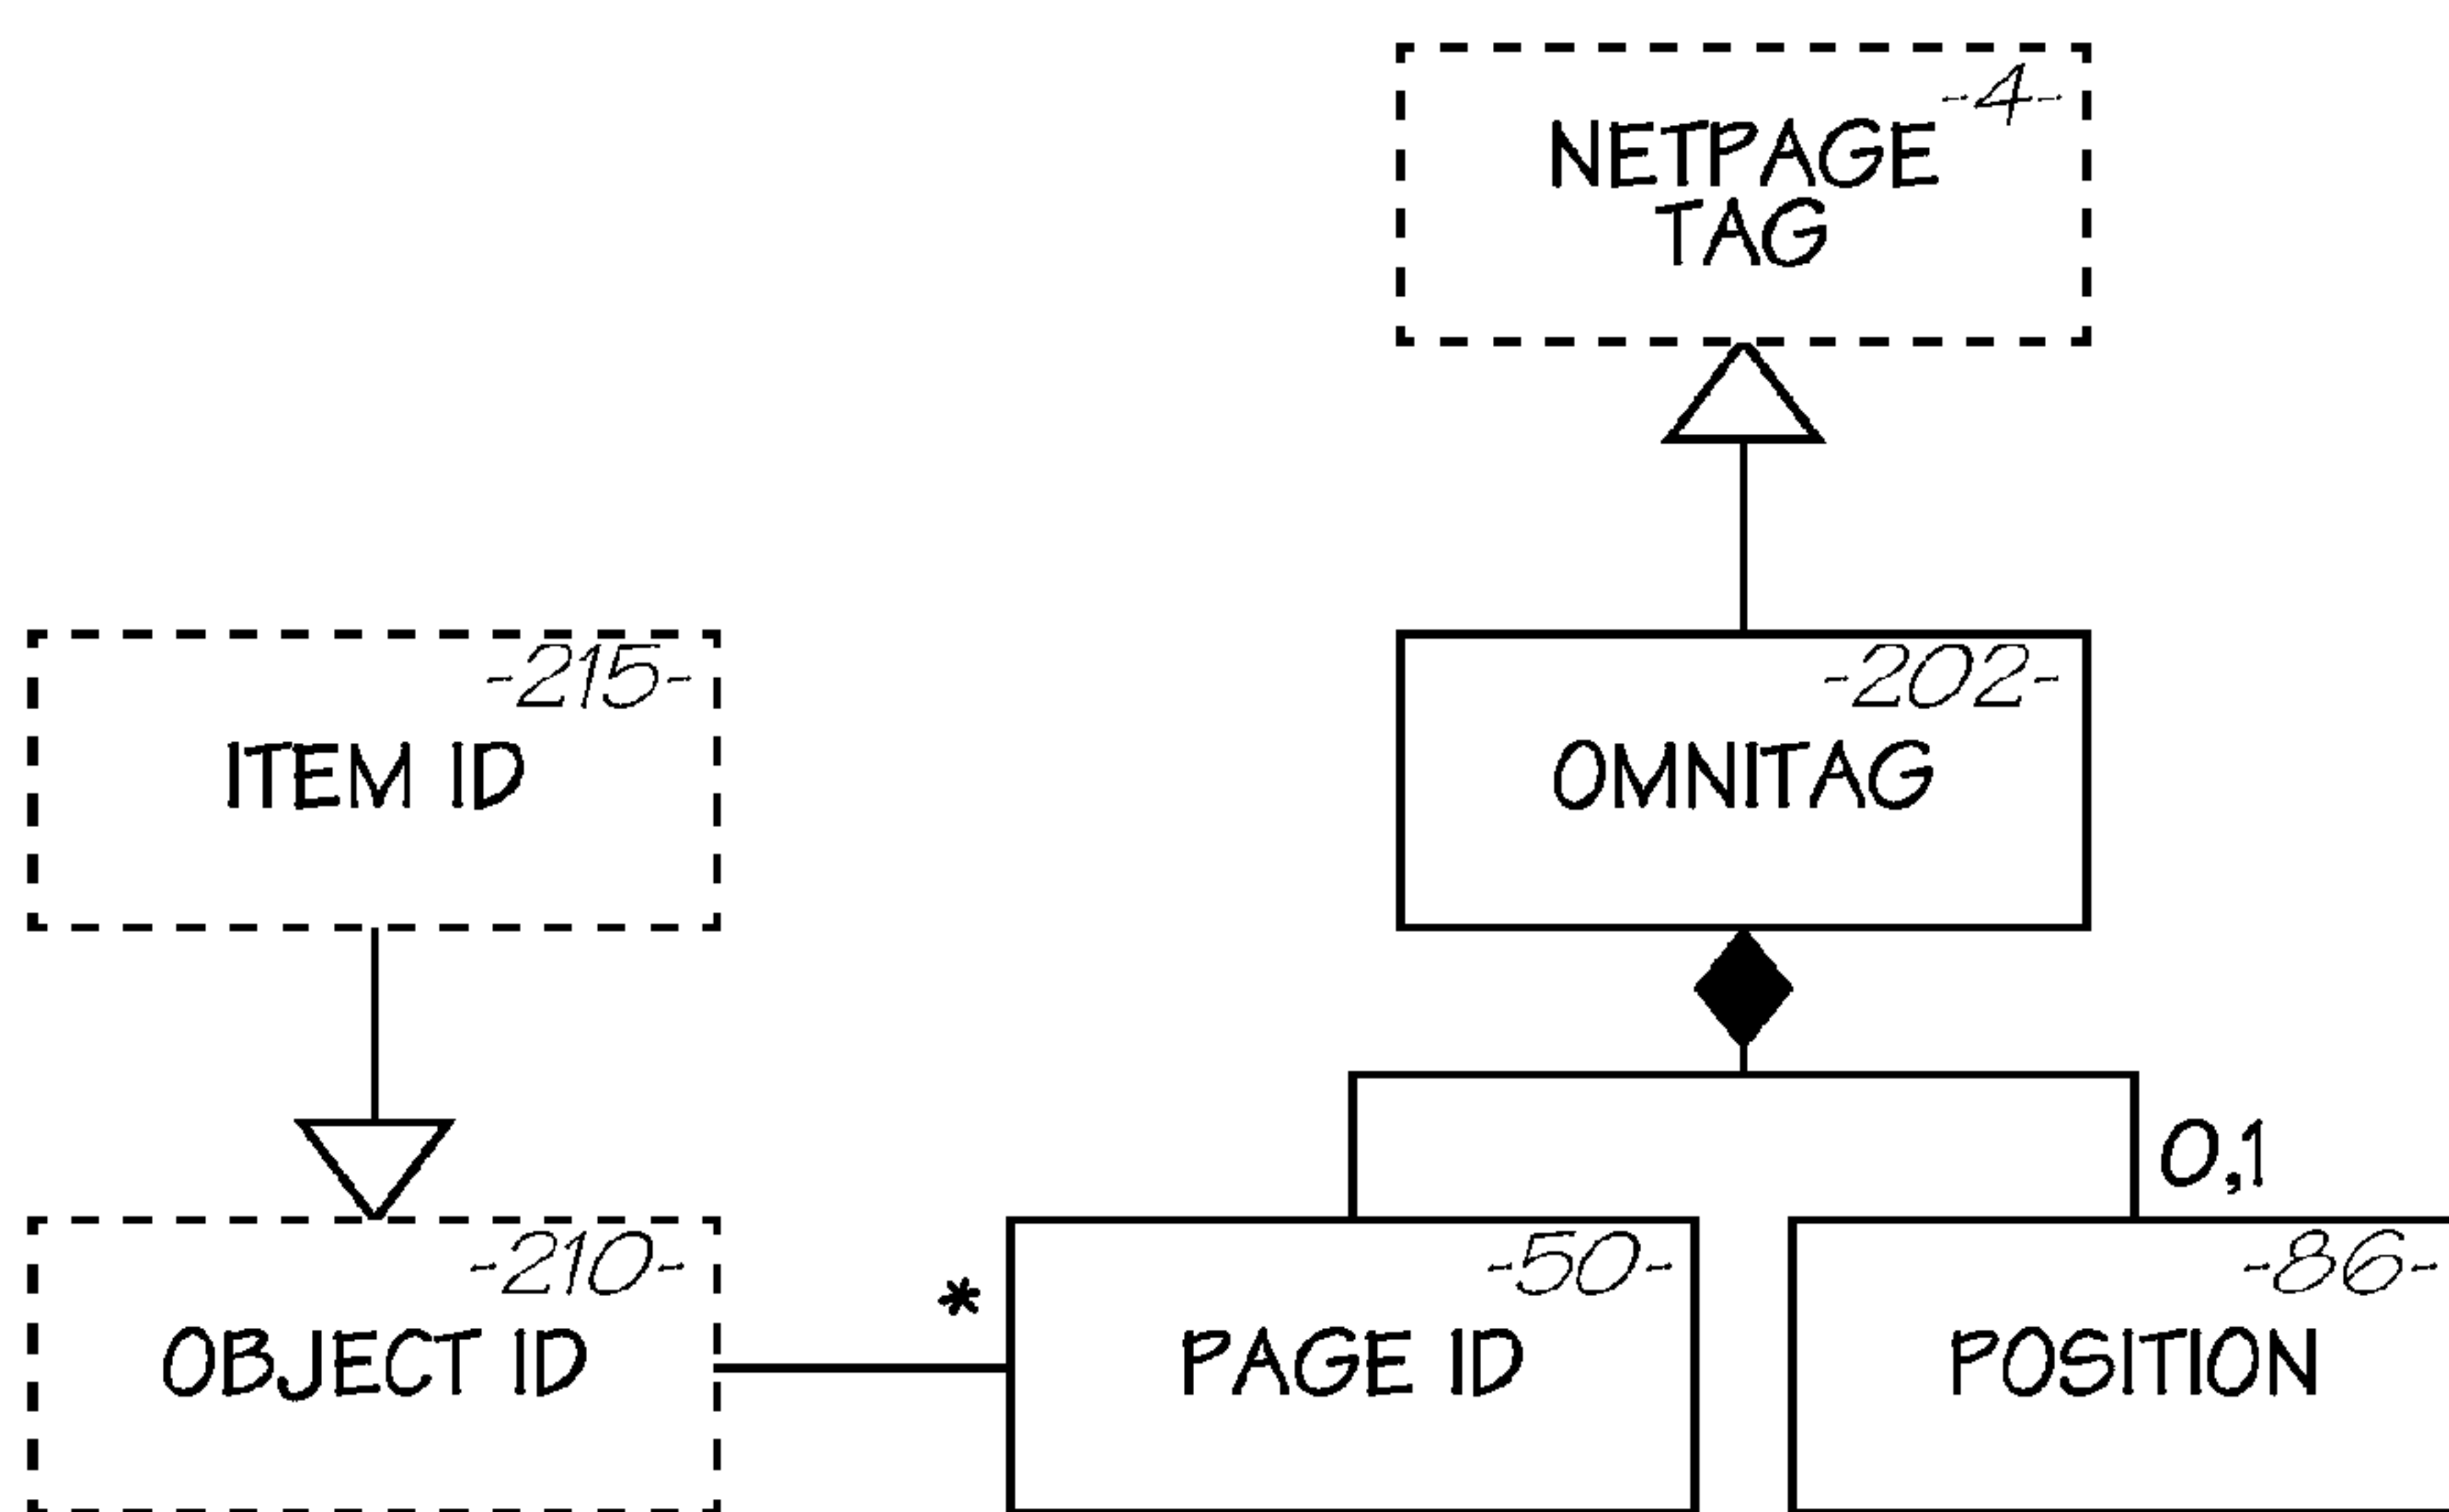 -4-
NETPAGE
TAG
-215-
ITEM ID
-202-
OMNITAG
0,1
-210-
OBJECT ID
*
-50-
PAGE ID
-86-
POSITION